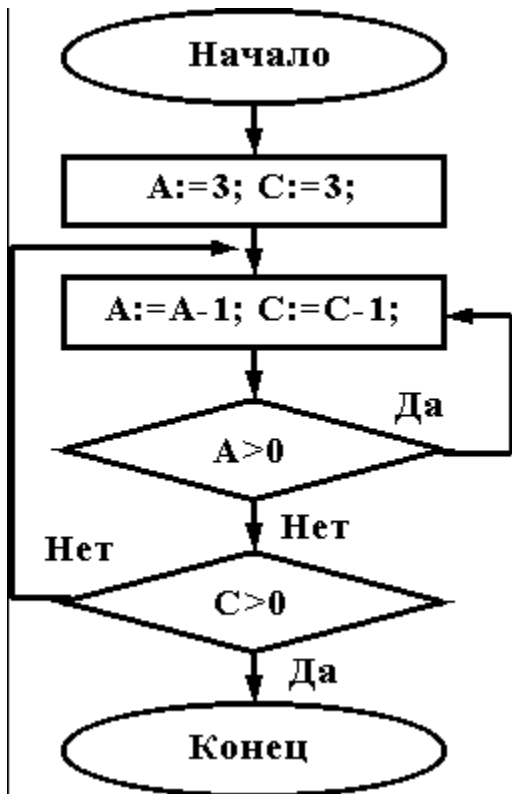 Начало
A:=3; C:=3;
A:=A-1; C:=C-1;
Да
A>0
Нет
Нет
C>0
Да
Конец